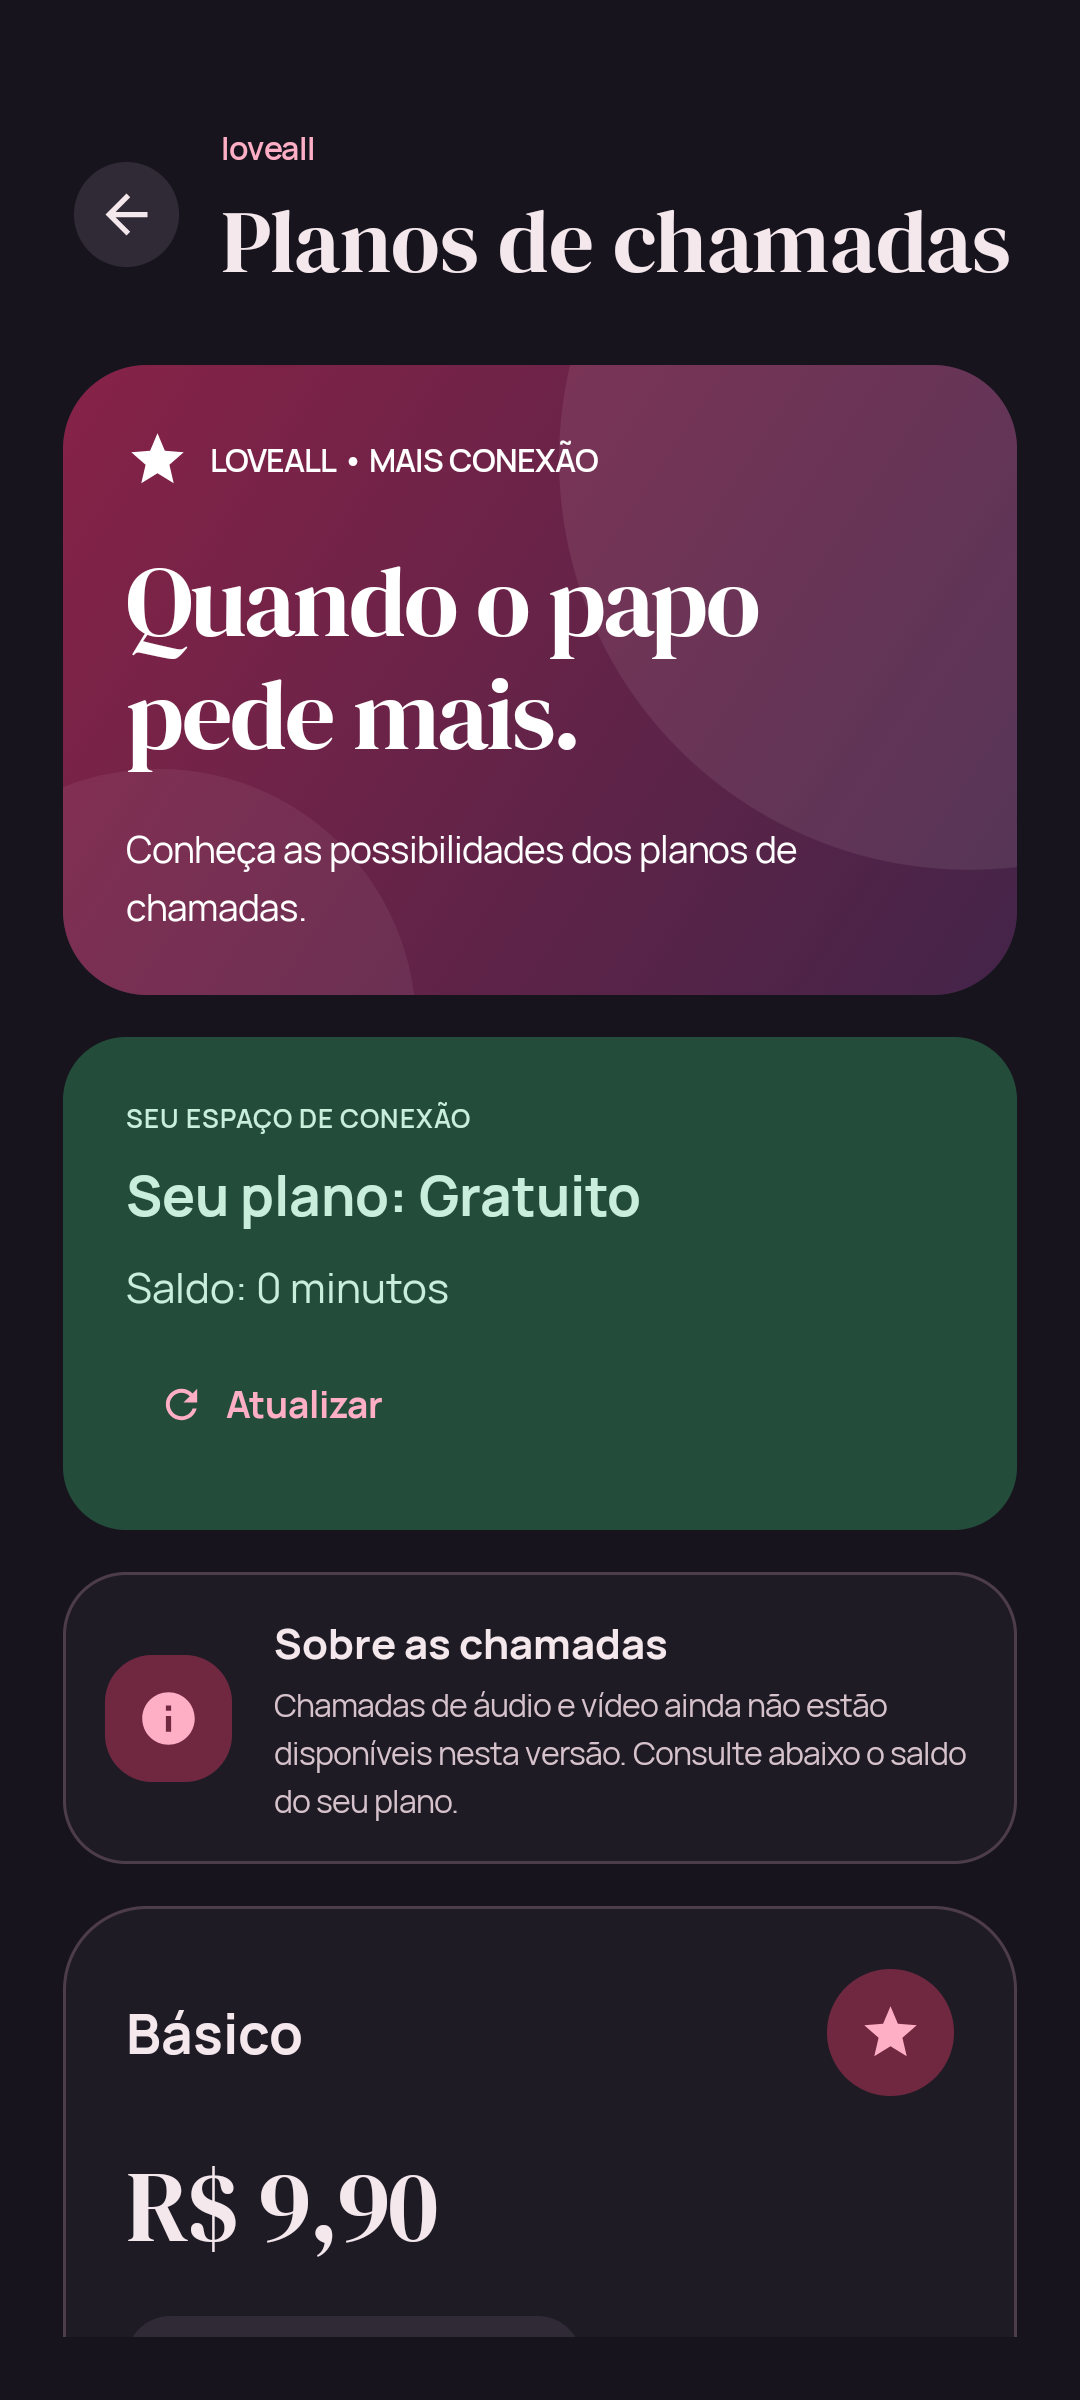 loveall
Planos de chamadas
LOVEALL • MAIS CONEXÃO
Quando o papo
pede mais.
Conheça as possibilidades dos planos de
chamadas.
SEU ESPAÇO DE CONEXÃO
Seu plano: Gratuito
Saldo: 0 minutos
Atualizar
Sobre as chamadas
Chamadas de áudio e vídeo ainda não estão
disponíveis nesta versão. Consulte abaixo o saldo
do seu plano.
Básico
R$ 9,90